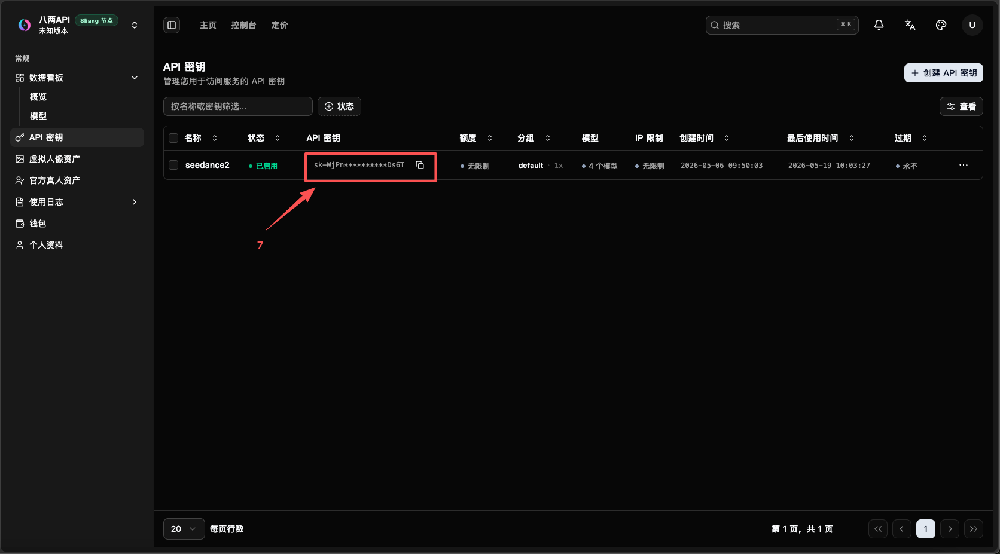 八两API 8liang 节点
未知版本
主页 控制台 定价
搜索 ⌘ K
U
常规
数据看板
概览
模型
API 密钥
虚拟人像资产
官方真人资产
使用日志
钱包
个人资料
API 密钥
管理您用于访问服务的 API 密钥
+ 创建 API 密钥
按名称或密钥筛选...
状态
查看
名称 状态 API 密钥 额度 分组 模型 IP 限制 创建时间 最后使用时间 过期
seedance2 已启用 sk-WjPn**********Ds6T 无限制 default · 1x 4 个模型 无限制 2026-05-06 09:50:03 2026-05-19 10:03:27 永不 ···
7
20 每页行数
第 1 页，共 1 页
1